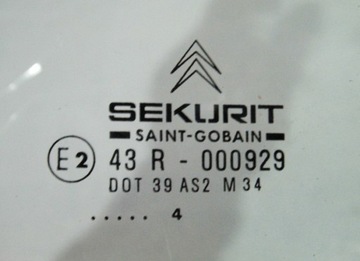 SEKURIT
SAINT-GOBAIN
E2 43 R - 000929
DOT 39 AS2 M 34
..... 4